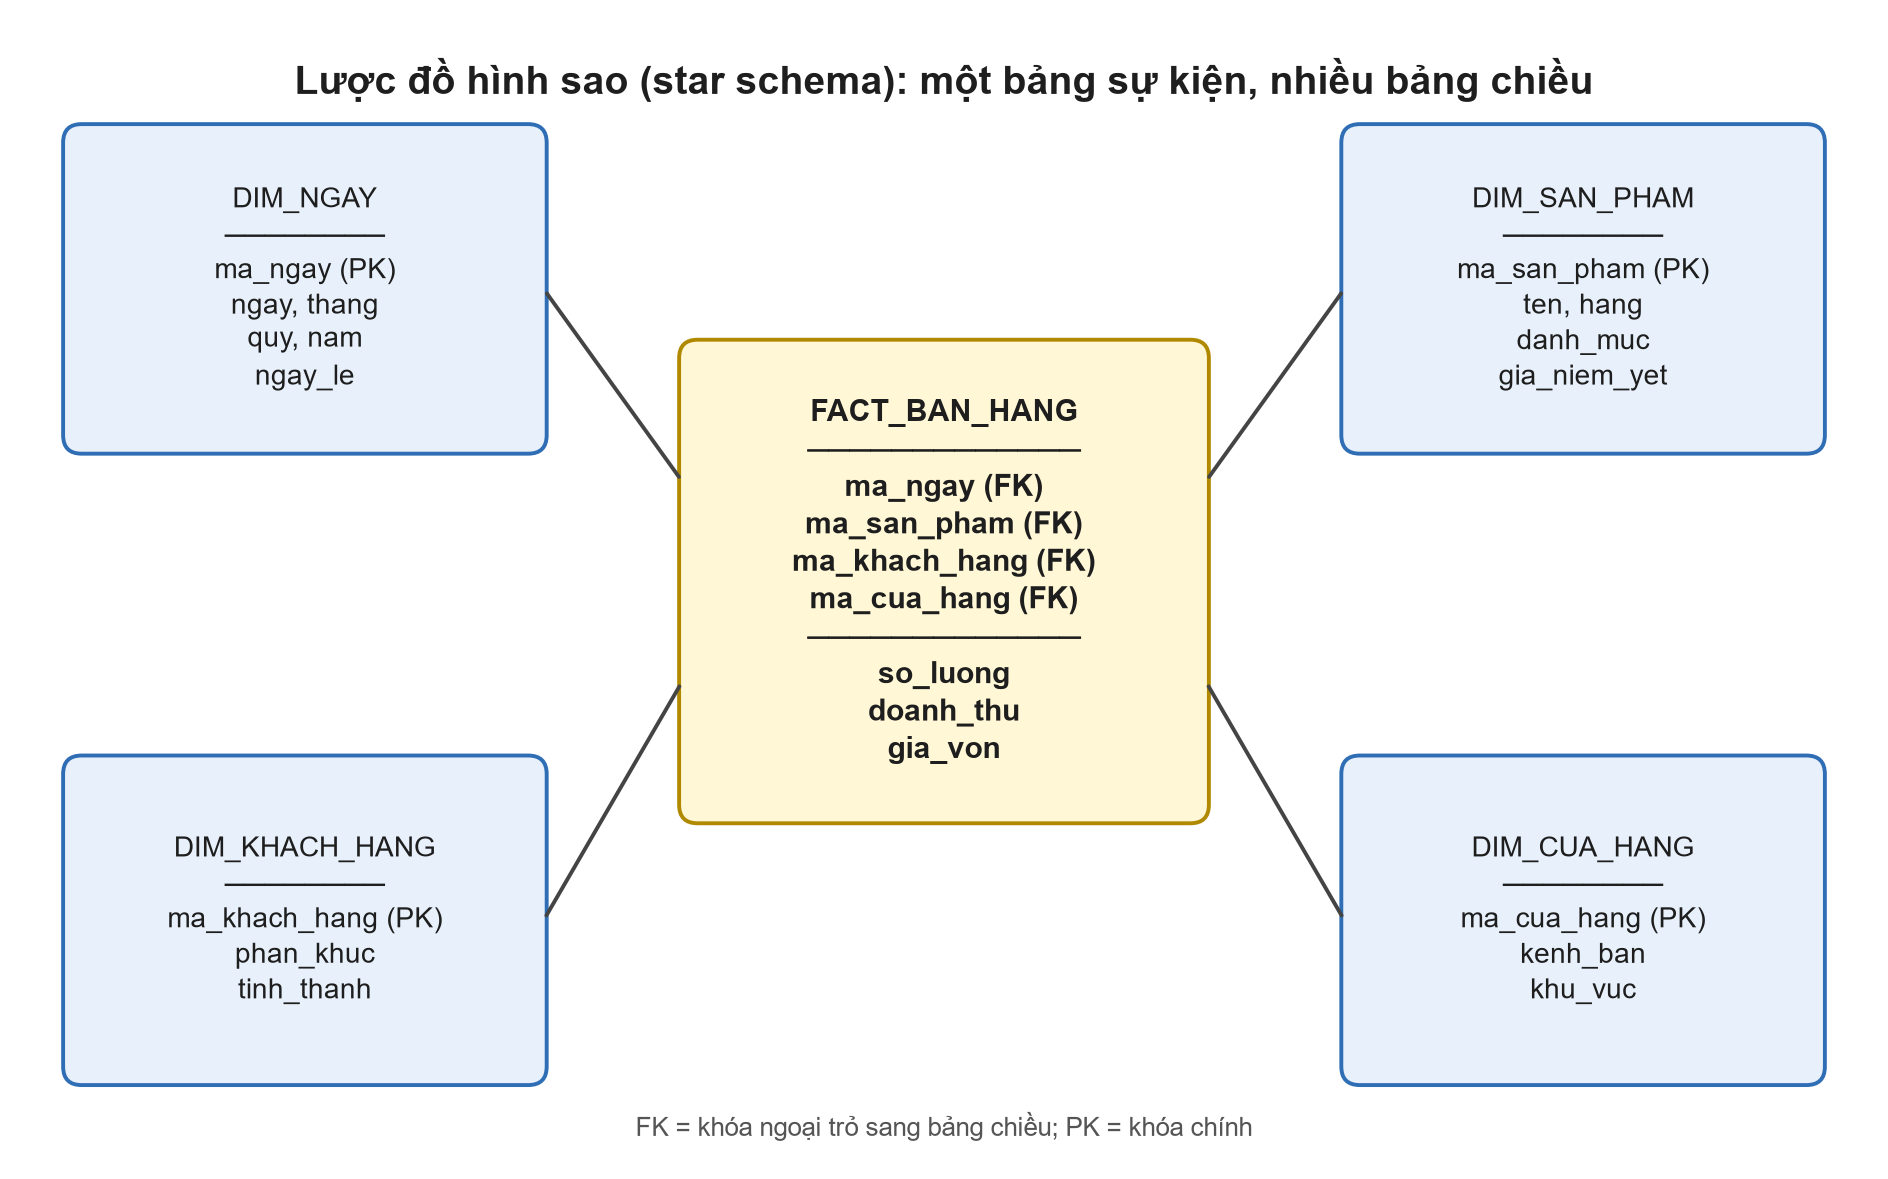 Lược đồ hình sao (star schema): một bảng sự kiện, nhiều bảng chiều
DIM_NGAY
ma_ngay (PK)
ngay, thang
quy, nam
ngay_le
DIM_SAN_PHAM
ma_san_pham (PK)
ten, hang
danh_muc
gia_niem_yet
FACT_BAN_HANG
ma_ngay (FK)
ma_san_pham (FK)
ma_khach_hang (FK)
ma_cua_hang (FK)
so_luong
doanh_thu
gia_von
DIM_KHACH_HANG
ma_khach_hang (PK)
phan_khuc
tinh_thanh
DIM_CUA_HANG
ma_cua_hang (PK)
kenh_ban
khu_vuc
FK = khóa ngoại trỏ sang bảng chiều; PK = khóa chính